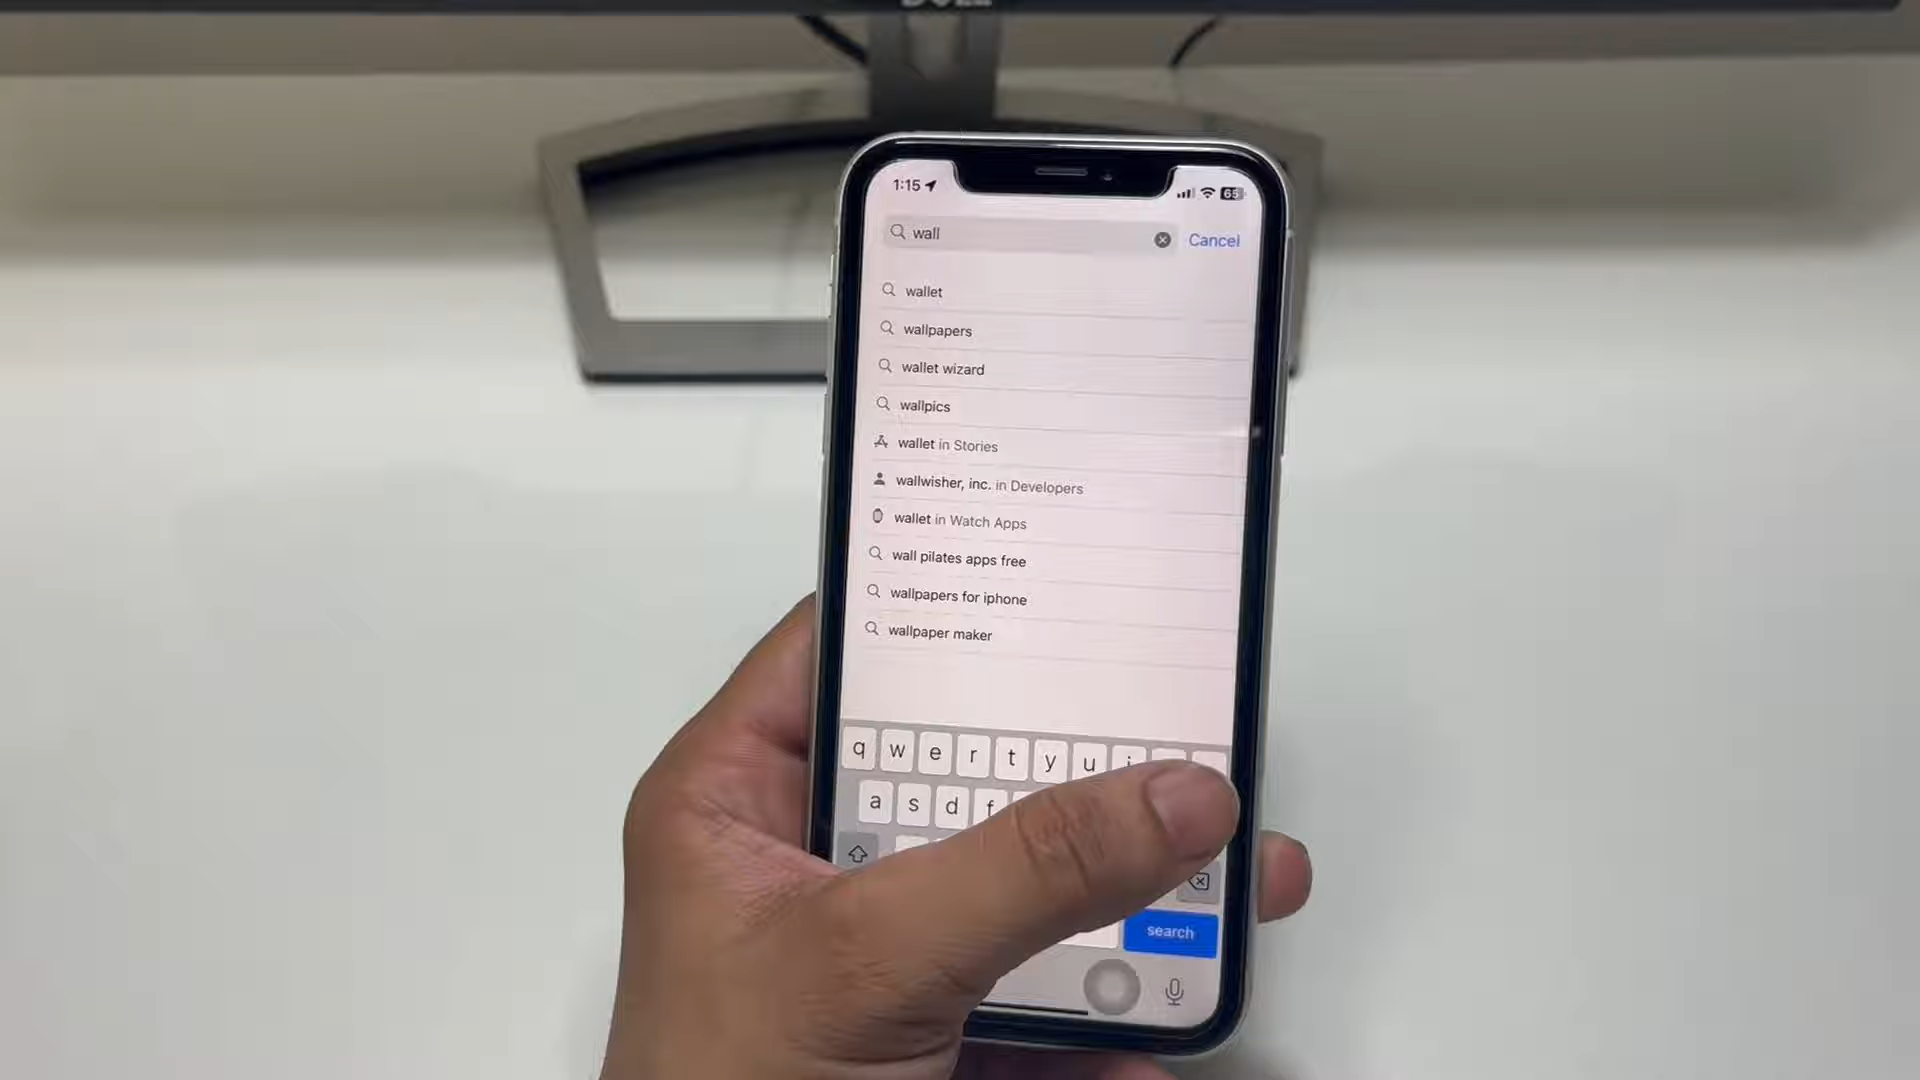 1:15
65
wall
Cancel
wallet
wallpapers
wallet wizard
wallpics
wallet in Stories
wallwisher, inc. in Developers
wallet in Watch Apps
wall pilates apps free
wallpapers for iphone
wallpaper maker
q w e r t y u i
a s d f
search